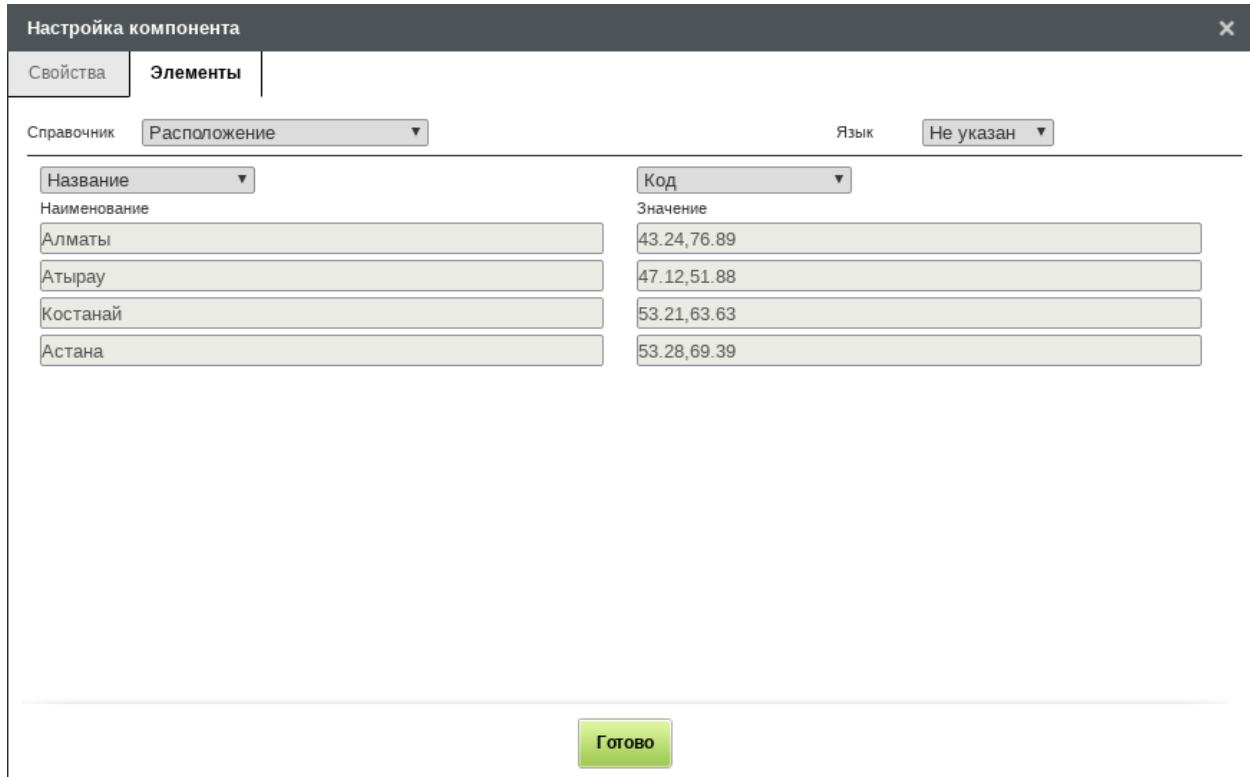 Настройка компонента
Свойства Элементы
Справочник Расположение Язык Не указан
Название Код
Наименование Значение
Алматы 43.24,76.89
Атырау 47.12,51.88
Костанай 53.21,63.63
Астана 53.28,69.39
Готово